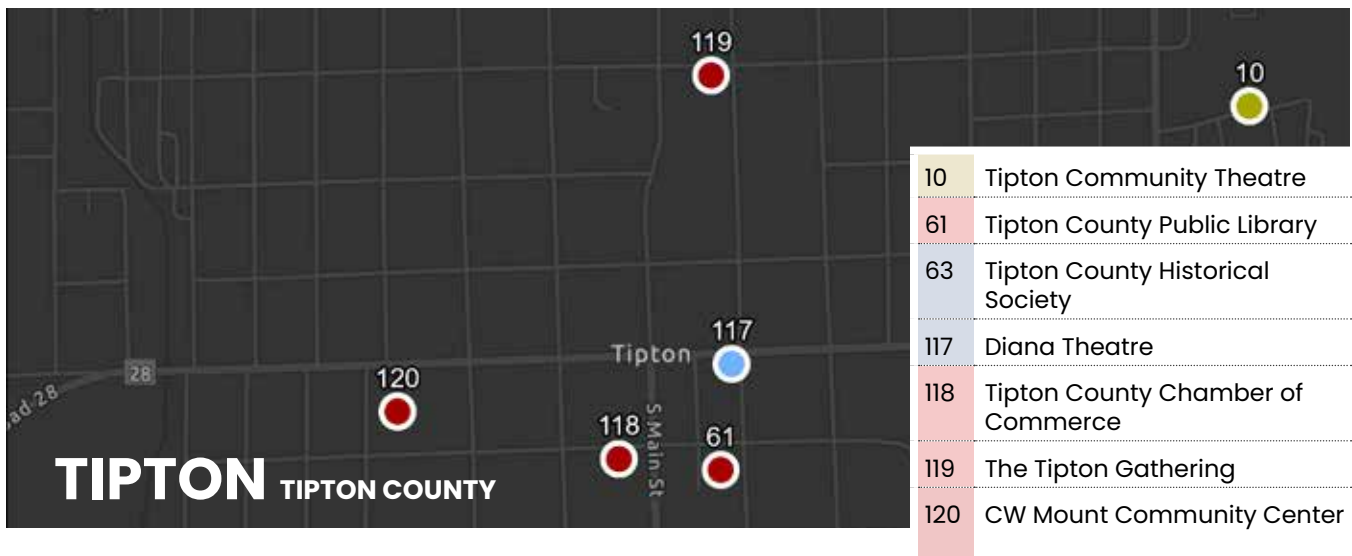 119
10
117
Tipton
28
120
ad 28
118
S Main St
61
TIPTON TIPTON COUNTY
10 Tipton Community Theatre
61 Tipton County Public Library
63 Tipton County Historical
Society
117 Diana Theatre
118 Tipton County Chamber of
Commerce
119 The Tipton Gathering
120 CW Mount Community Center